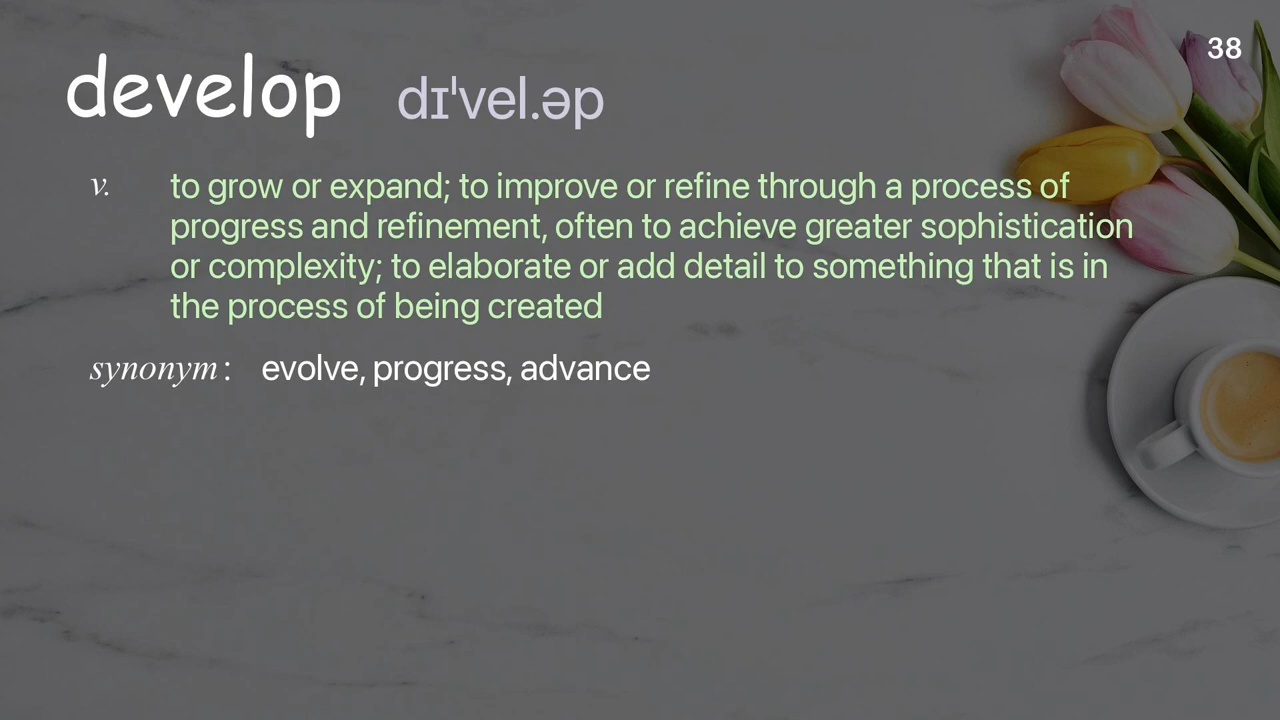 38
develop dɪˈvel.əp
v. to grow or expand; to improve or refine through a process of
progress and refinement, often to achieve greater sophistication
or complexity; to elaborate or add detail to something that is in
the process of being created
synonym: evolve, progress, advance